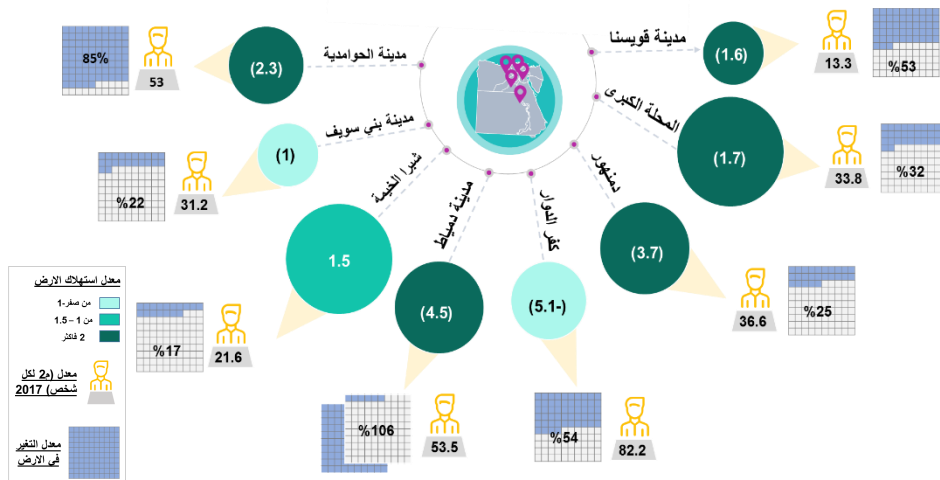 مدينة قويسنا
(1.6)
13.3
%53
المحلة الكبرى
(1.7)
33.8
%32
دمنهور
(3.7)
36.6
%25
كفر الدوار
(5.1-)
82.2
%54
مدينة دمياط
(4.5)
53.5
%106
شبرا الخيمة
1.5
21.6
%17
مدينة بني سويف
(1)
31.2
%22
مدينة الحوامدية
(2.3)
53
85%
معدل استهلاك الارض
من صفر-1
من 1 – 1.5
2 فاكثر
معدل (م2 لكل
شخص) 2017
معدل التغير
في الارض